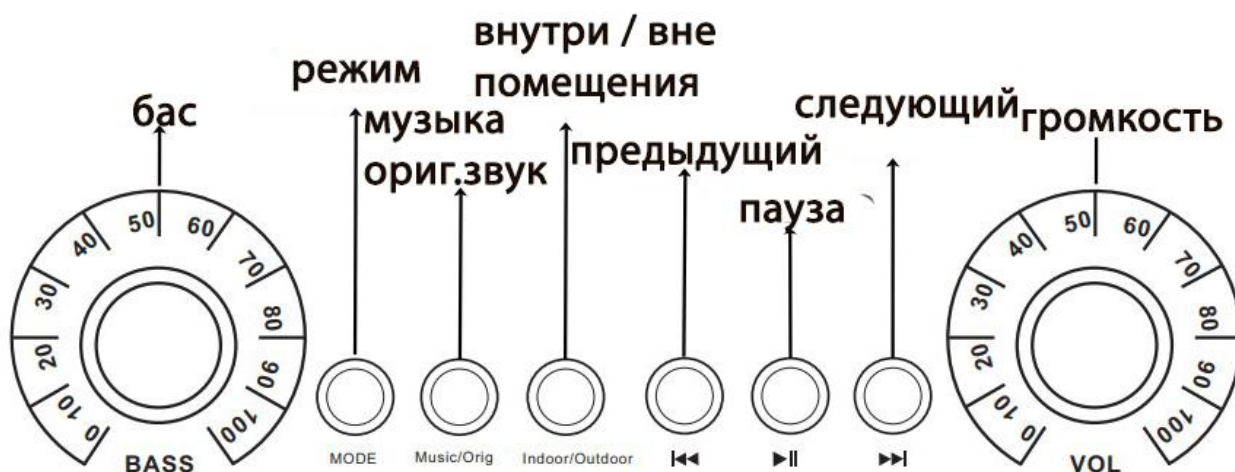 внутри / вне
помещения
режим
бас
музыка
ориг.звук
предыдущий
пауза
следующий
громкость
0 10 20 30 40 50 60 70 80 90 100
BASS
MODE
Music/Orig
Indoor/Outdoor
0 10 20 30 40 50 60 70 80 90 100
VOL